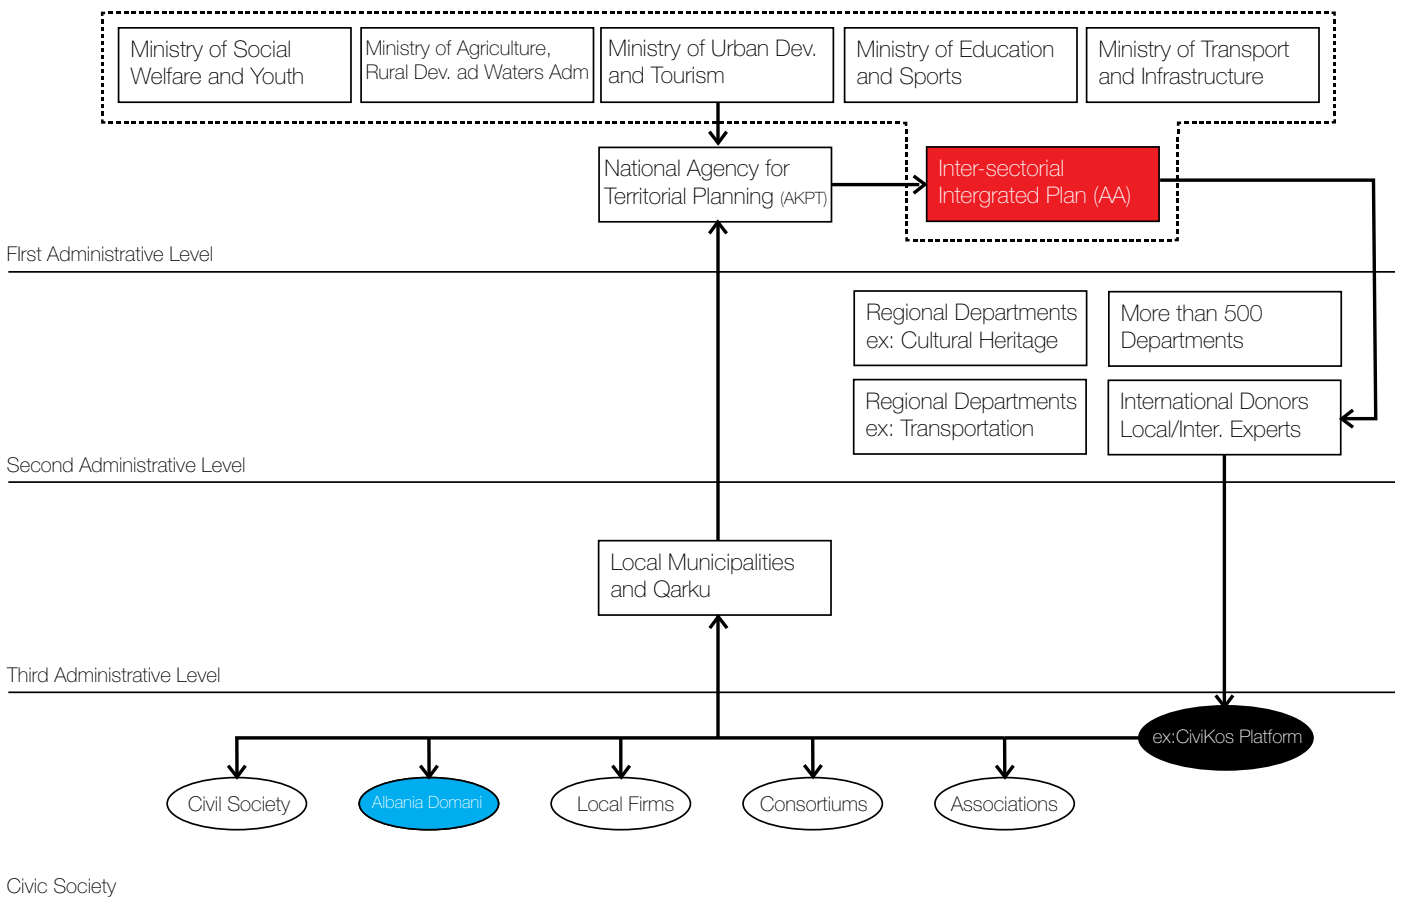 Ministry of Social
Welfare and Youth
Ministry of Agriculture,
Rural Dev. ad Waters Adm
Ministry of Urban Dev.
and Tourism
Ministry of Education
and Sports
Ministry of Transport
and Infrastructure
National Agency for
Territorial Planning (AKPT)
Inter-sectorial
Intergrated Plan (AA)
FIrst Administrative Level
Regional Departments
ex: Cultural Heritage
More than 500
Departments
Regional Departments
ex: Transportation
International Donors
Local/Inter. Experts
Second Administrative Level
Local Municipalities
and Qarku
Third Administrative Level
ex:CiviKos Platform
Civil Society
Albania Domani
Local Firms
Consortiums
Associations
Civic Society